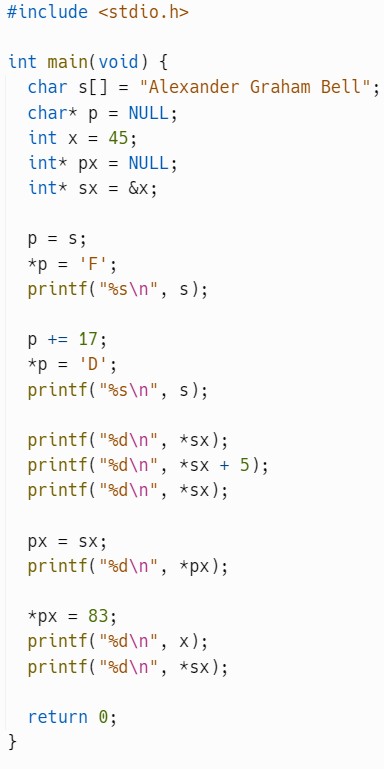 #include <stdio.h>

int main(void) {
  char s[] = "Alexander Graham Bell";
  char* p = NULL;
  int x = 45;
  int* px = NULL;
  int* sx = &x;

  p = s;
  *p = 'F';
  printf("%s\n", s);

  p += 17;
  *p = 'D';
  printf("%s\n", s);

  printf("%d\n", *sx);
  printf("%d\n", *sx + 5);
  printf("%d\n", *sx);

  px = sx;
  printf("%d\n", *px);

  *px = 83;
  printf("%d\n", x);
  printf("%d\n", *sx);

  return 0;
}